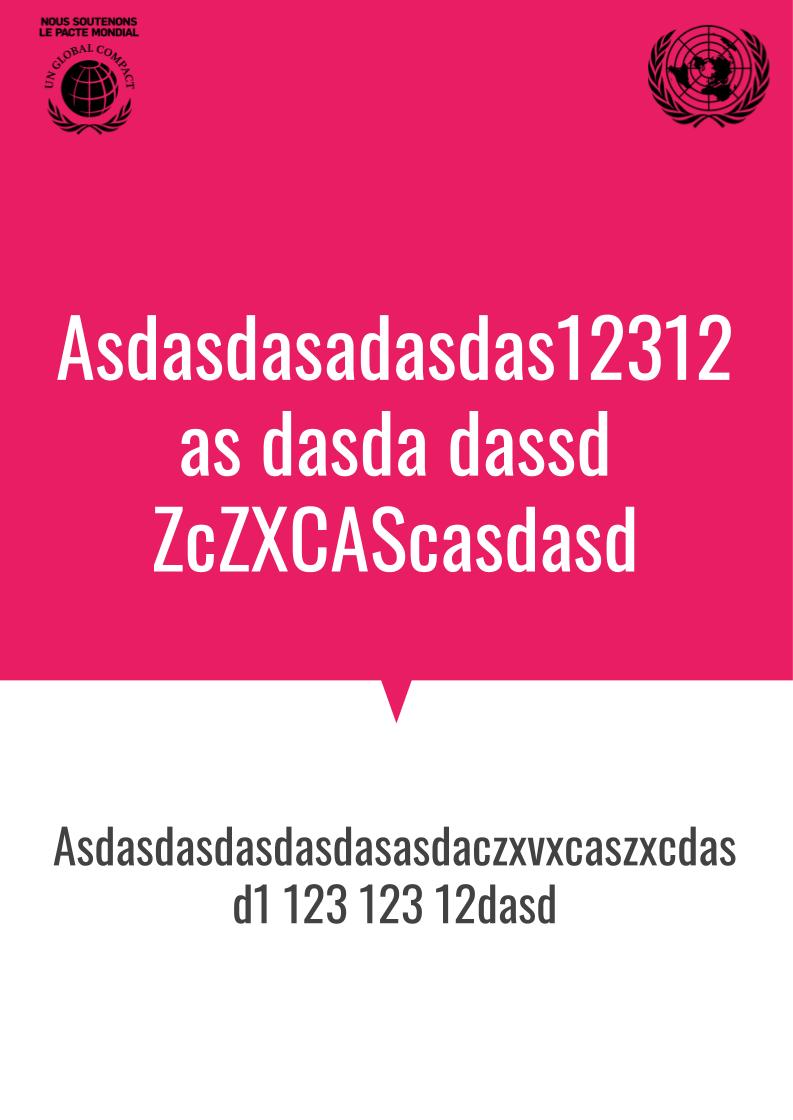 NOUS SOUTENONS
LE PACTE MONDIAL
UN GLOBAL COMPACT
Asdasdasadasdas12312
as dasda dassd
ZcZXCAScasdasd
Asdasdasdasdasdasasdaczxvxcaszxcdas
d1 123 123 12dasd